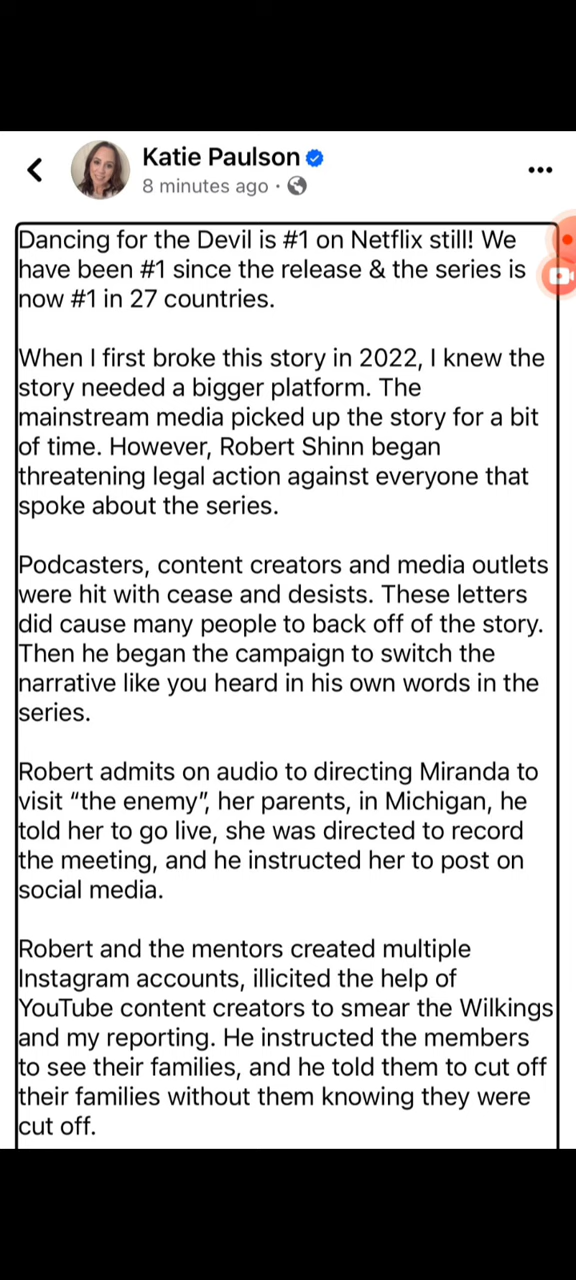 Katie Paulson
8 minutes ago ·
Dancing for the Devil is #1 on Netflix still! We
have been #1 since the release & the series is
now #1 in 27 countries.
When I first broke this story in 2022, I knew the
story needed a bigger platform. The
mainstream media picked up the story for a bit
of time. However, Robert Shinn began
threatening legal action against everyone that
spoke about the series.
Podcasters, content creators and media outlets
were hit with cease and desists. These letters
did cause many people to back off of the story.
Then he began the campaign to switch the
narrative like you heard in his own words in the
series.
Robert admits on audio to directing Miranda to
visit “the enemy”, her parents, in Michigan, he
told her to go live, she was directed to record
the meeting, and he instructed her to post on
social media.
Robert and the mentors created multiple
Instagram accounts, illicited the help of
YouTube content creators to smear the Wilkings
and my reporting. He instructed the members
to see their families, and he told them to cut off
their families without them knowing they were
cut off.